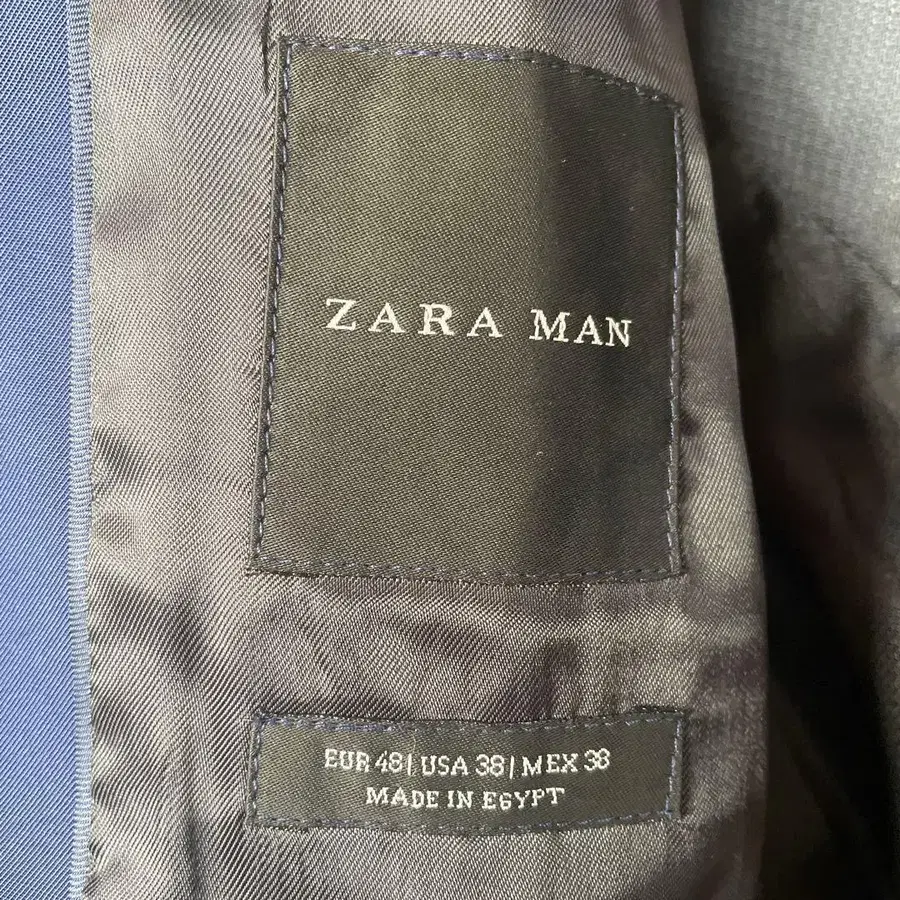 ZARA MAN
EUR 48| USA 38| MEX 38
MADE IN EGYPT